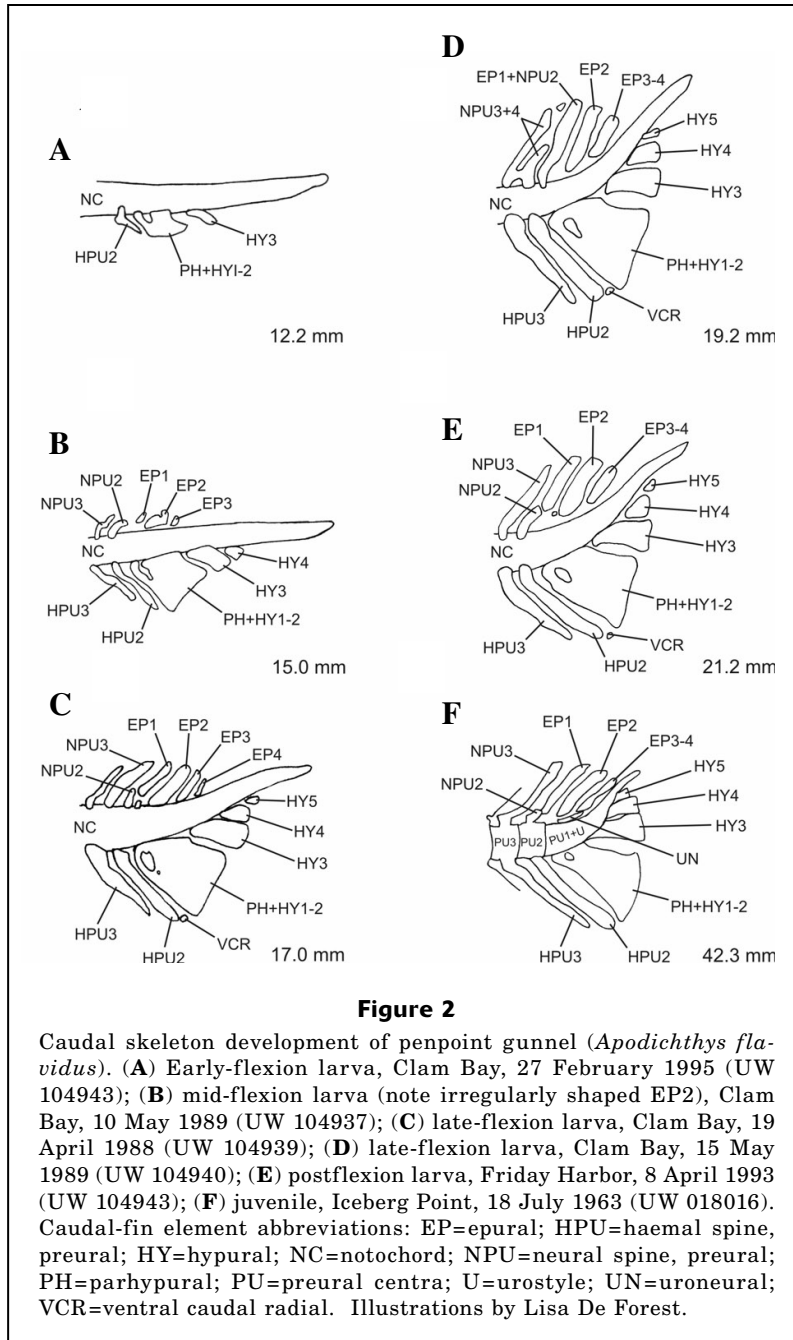 A
NC
HPU2
PH+HYI-2
HY3
12.2 mm
B
NPU3
NPU2
EP1
EP2
EP3
NC
HY4
HY3
HPU3
HPU2
PH+HY1-2
15.0 mm
C
NPU3
EP1
EP2
EP3
EP4
NPU2
NC
HY5
HY4
HY3
HPU3
PH+HY1-2
VCR
HPU2
17.0 mm
D
EP1+NPU2
EP2
EP3-4
NPU3+4
HY5
HY4
HY3
NC
PH+HY1-2
VCR
HPU3
HPU2
19.2 mm
E
EP1
EP2
EP3-4
NPU3
NPU2
HY5
HY4
HY3
NC
PH+HY1-2
HPU3
VCR
HPU2
21.2 mm
F
EP1
EP2
NPU3
EP3-4
HY5
NPU2
HY4
HY3
PU3
PU2
PU1+U
UN
PH+HY1-2
HPU3
HPU2
42.3 mm
Figure 2
Caudal skeleton development of penpoint gunnel (Apodichthys fla-
vidus). (A) Early-flexion larva, Clam Bay, 27 February 1995 (UW
104943); (B) mid-flexion larva (note irregularly shaped EP2), Clam
Bay, 10 May 1989 (UW 104937); (C) late-flexion larva, Clam Bay, 19
April 1988 (UW 104939); (D) late-flexion larva, Clam Bay, 15 May
1989 (UW 104940); (E) postflexion larva, Friday Harbor, 8 April 1993
(UW 104943); (F) juvenile, Iceberg Point, 18 July 1963 (UW 018016).
Caudal-fin element abbreviations: EP=epural; HPU=haemal spine,
preural; HY=hypural; NC=notochord; NPU=neural spine, preural;
PH=parhypural; PU=preural centra; U=urostyle; UN=uroneural;
VCR=ventral caudal radial. Illustrations by Lisa De Forest.